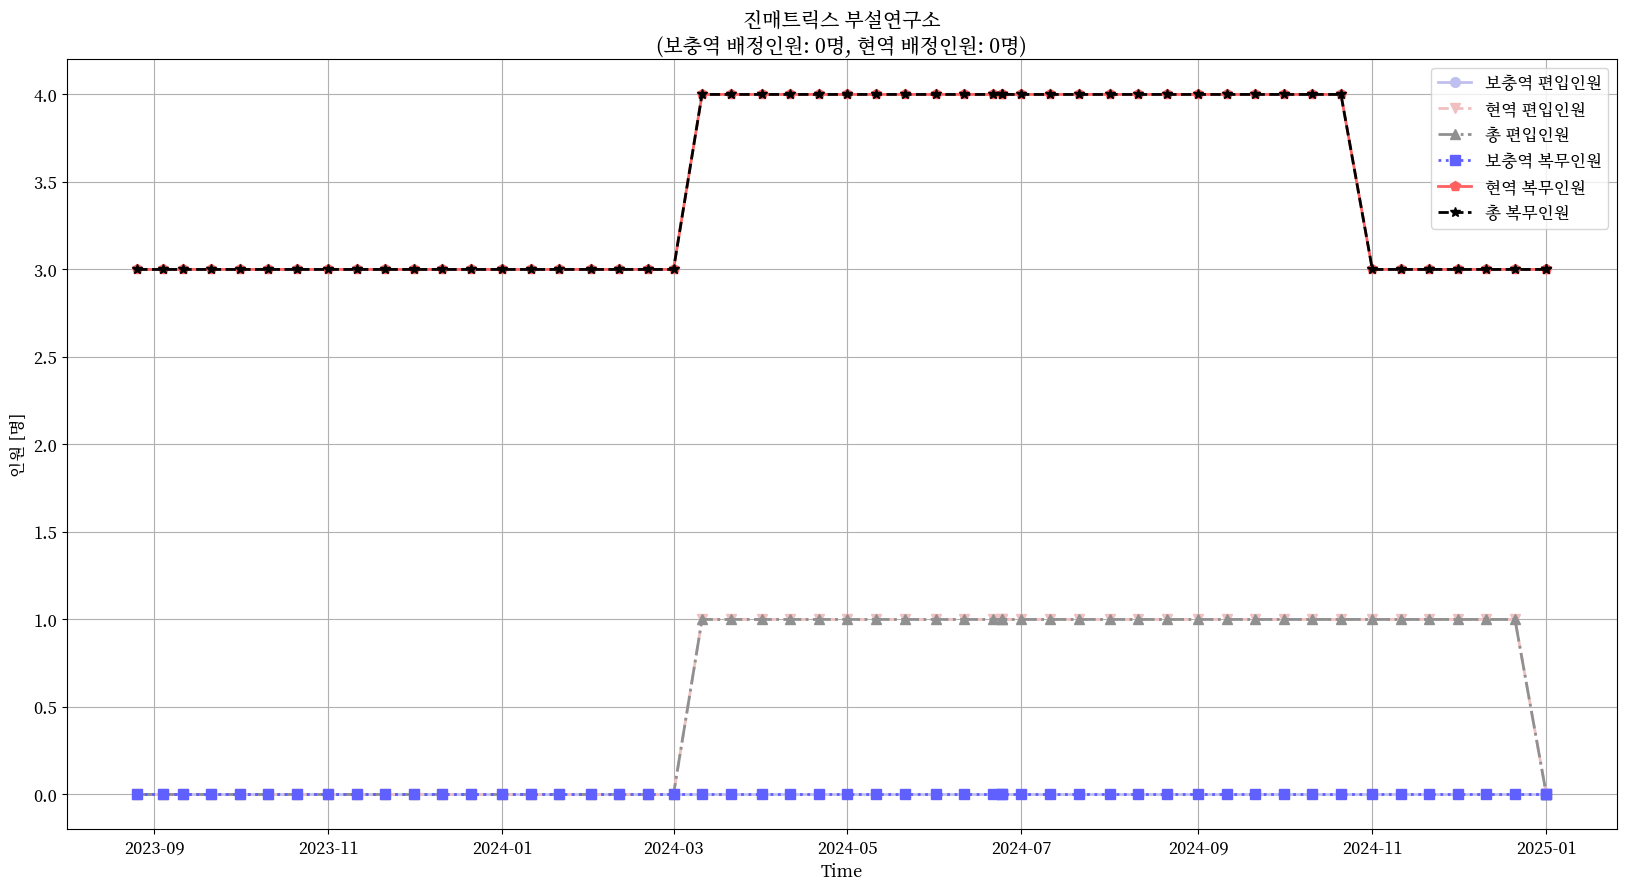 진매트릭스 부설연구소
(보충역 배정인원: 0명, 현역 배정인원: 0명)
보충역 편입인원
현역 편입인원
총 편입인원
보충역 복무인원
현역 복무인원
총 복무인원
4.0
3.5
3.0
2.5
2.0
1.5
1.0
0.5
0.0
인원 [명]
2023-09 2023-11 2024-01 2024-03 2024-05 2024-07 2024-09 2024-11 2025-01
Time